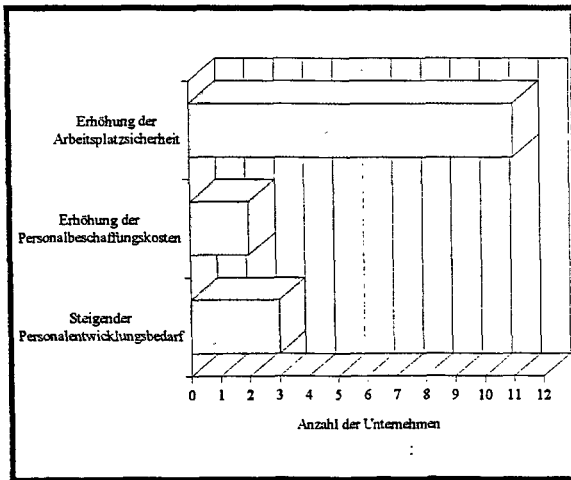 Erhöhung der
Arbeitsplatzsicherheit
Erhöhung der
Personalbeschaffungskosten
Steigender
Personalentwicklungsbedarf
0 1 2 3 4 5 6 7 8 9 10 11 12
Anzahl der Unternehmen
: